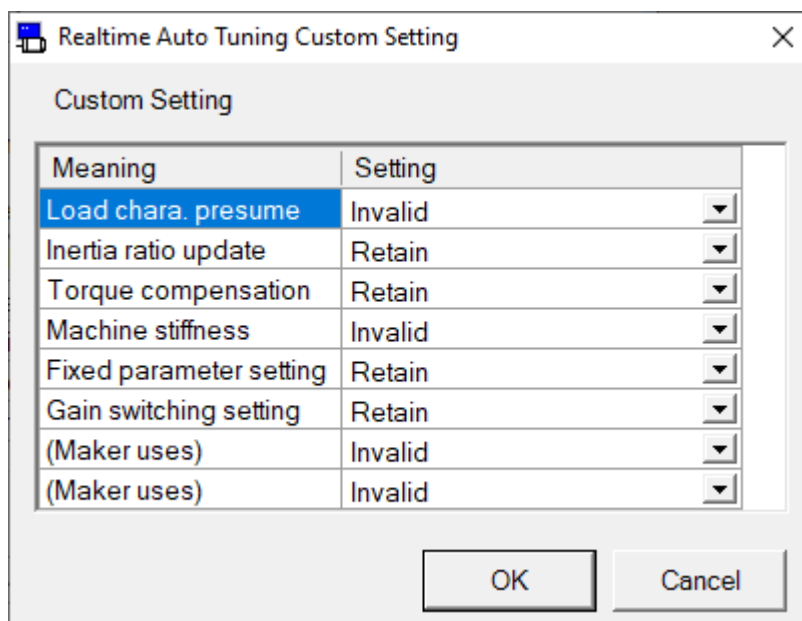 Realtime Auto Tuning Custom Setting
Custom Setting
Meaning Setting
Load chara. presume Invalid
Inertia ratio update Retain
Torque compensation Retain
Machine stiffness Invalid
Fixed parameter setting Retain
Gain switching setting Retain
(Maker uses) Invalid
(Maker uses) Invalid
OK Cancel